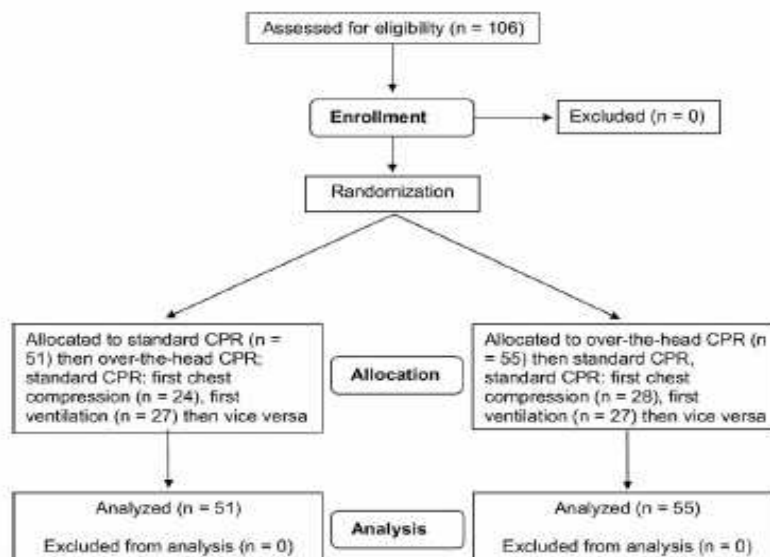 Assessed for eligibility (n = 106)
Enrollment
Excluded (n = 0)
Randomization
Allocated to standard CPR (n =
51) then over-the-head CPR;
standard CPR: first chest
compression (n = 24), first
ventilation (n = 27) then vice versa
Allocation
Allocated to over-the-head CPR (n
= 55) then standard CPR,
standard CPR: first chest
compression (n = 28), first
ventilation (n = 27) then vice versa
Analyzed (n = 51)
Excluded from analysis (n = 0)
Analysis
Analyzed (n = 55)
Excluded from analysis (n = 0)